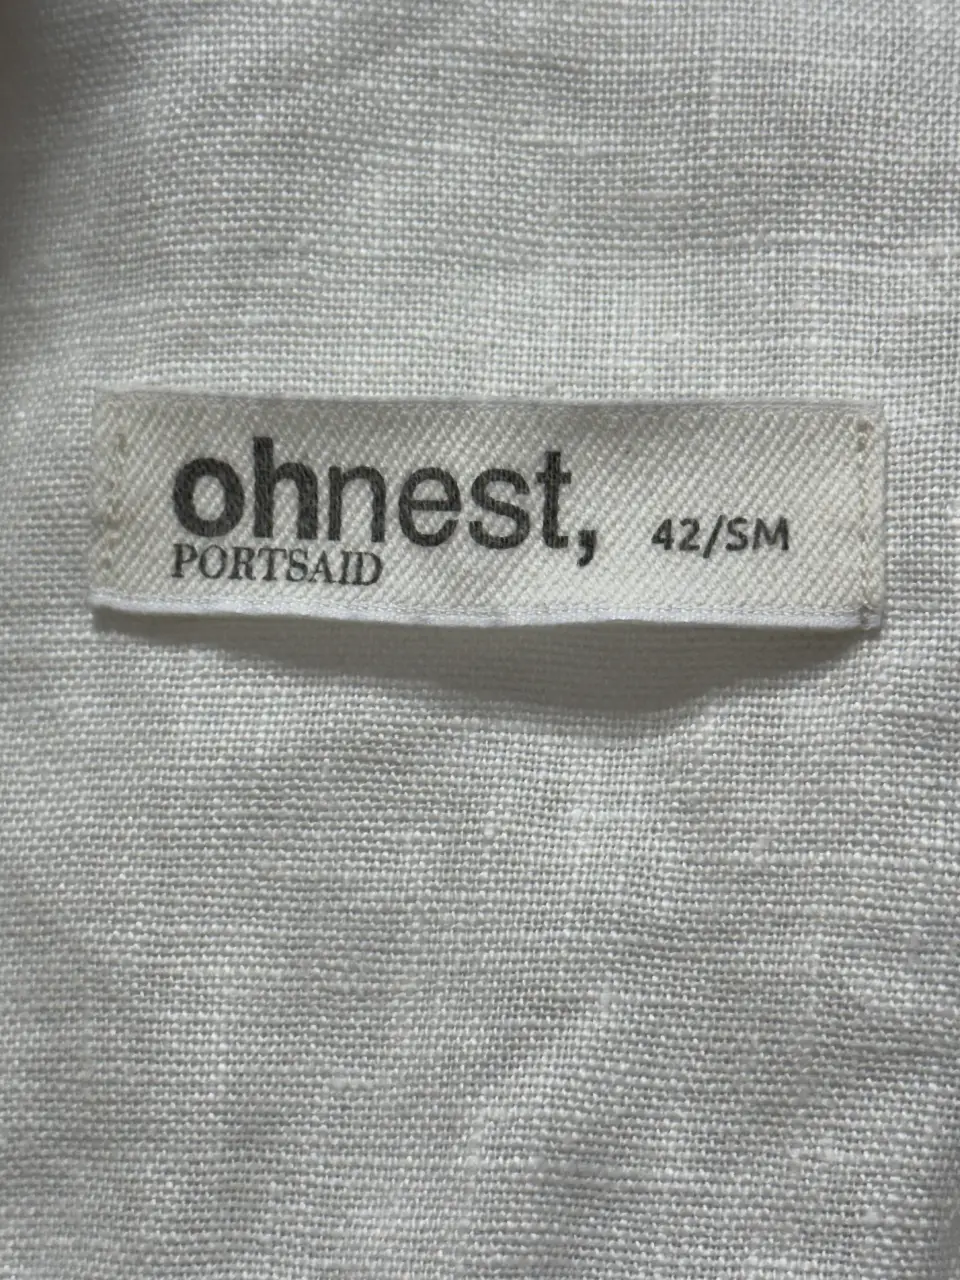 ohnest,
PORTSAID
42/SM